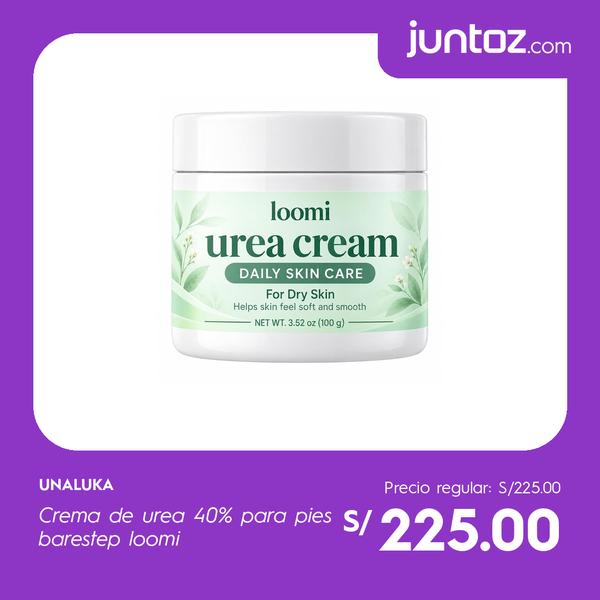 juntoz.com
loomi
urea cream
DAILY SKIN CARE
For Dry Skin
Helps skin feel soft and smooth
NET WT. 3.52 oz (100 g)
UNALUKA
Crema de urea 40% para pies
barestep loomi
Precio regular: S/225.00
S/ 225.00